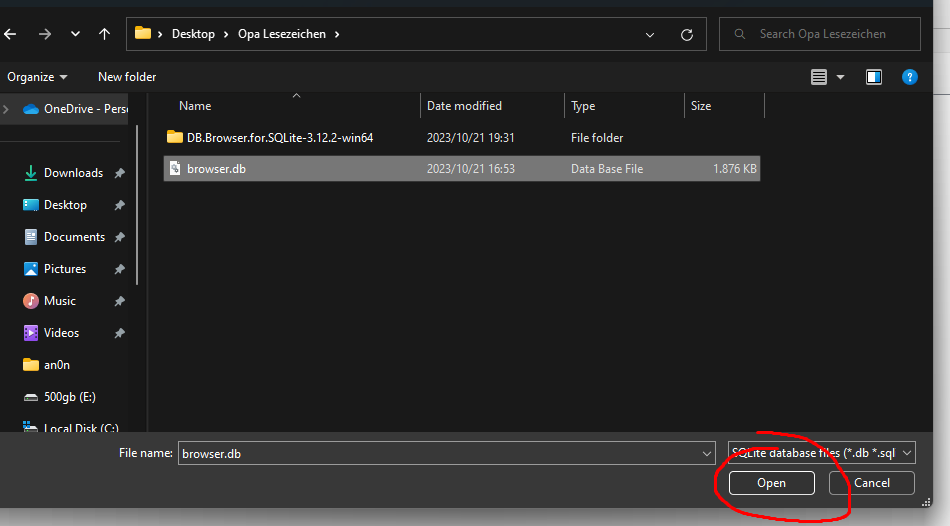 Desktop > Opa Lesezeichen >
Search Opa Lesezeichen
Organize
New folder
Name
Date modified
Type
Size
OneDrive - Perso
DB.Browser.for.SQLite-3.12.2-win64
2023/10/21 19:31
File folder
browser.db
2023/10/21 16:53
Data Base File
1.876 KB
Downloads
Desktop
Documents
Pictures
Music
Videos
an0n
500gb (E:)
Local Disk (C:)
File name:
browser.db
SQLite database files (*.db *.sql
Open
Cancel